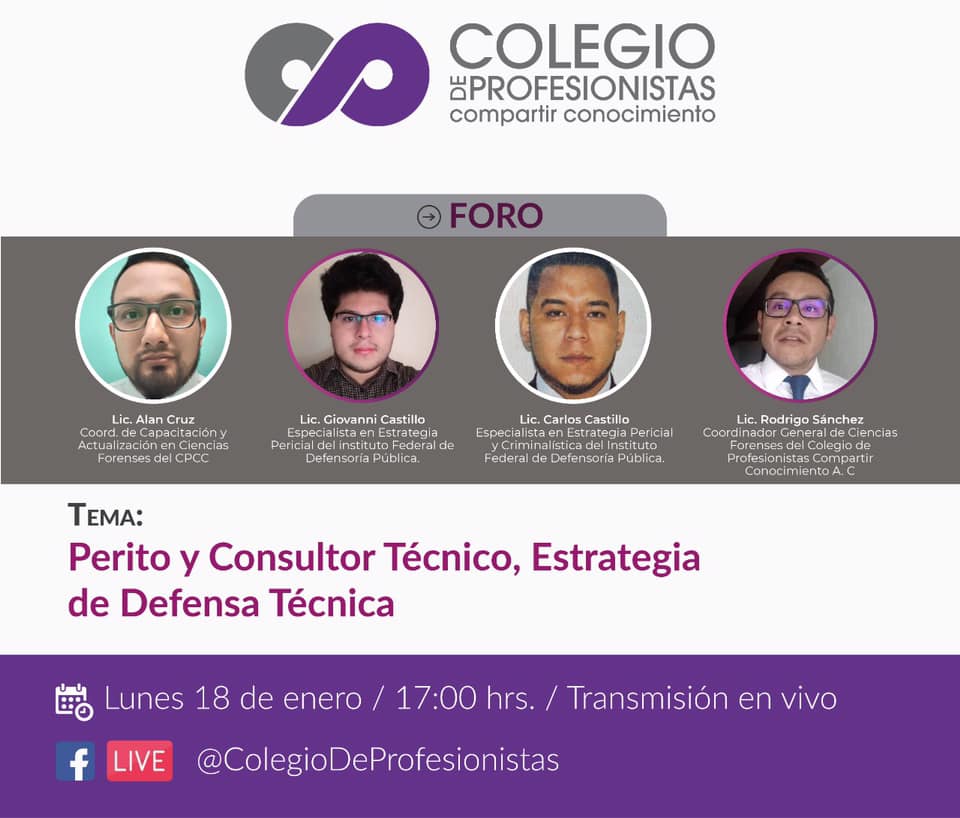 COLEGIO
DE PROFESIONISTAS
compartir conocimiento
FORO
Lic. Alan Cruz
Coord. de Capacitación y
Actualización en Ciencias
Forenses del CPCC
Lic. Giovanni Castillo
Especialista en Estrategia
Pericial del instituto Federal de
Defensoría Pública.
Lic. Carlos Castillo
Especialista en Estrategia Pericial
y Criminalística del Instituto
Federal de Defensoría Pública.
Lic. Rodrigo Sánchez
Coordinador General de Ciencias
Forenses del Colegio de
Profesionistas Compartir
Conocimiento A. C
TEMA:
Perito y Consultor Técnico, Estrategia
de Defensa Técnica
Lunes 18 de enero / 17:00 hrs. / Transmisión en vivo
f LIVE @ColegioDeProfesionistas